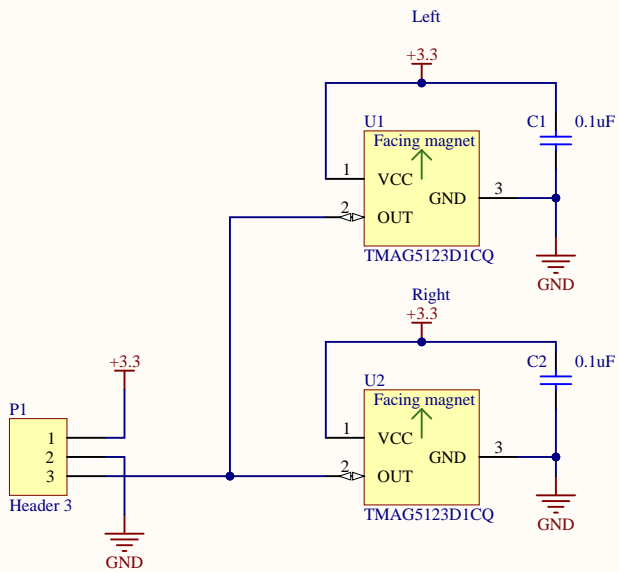 Left
+3.3
U1
C1 0.1uF
Facing magnet
1 VCC
GND 3
2 OUT
TMAG5123D1CQ
GND
Right
+3.3
C2 0.1uF
+3.3
U2
Facing magnet
P1
1 VCC
1
GND 3
2
2 OUT
3
Header 3
TMAG5123D1CQ
GND
GND